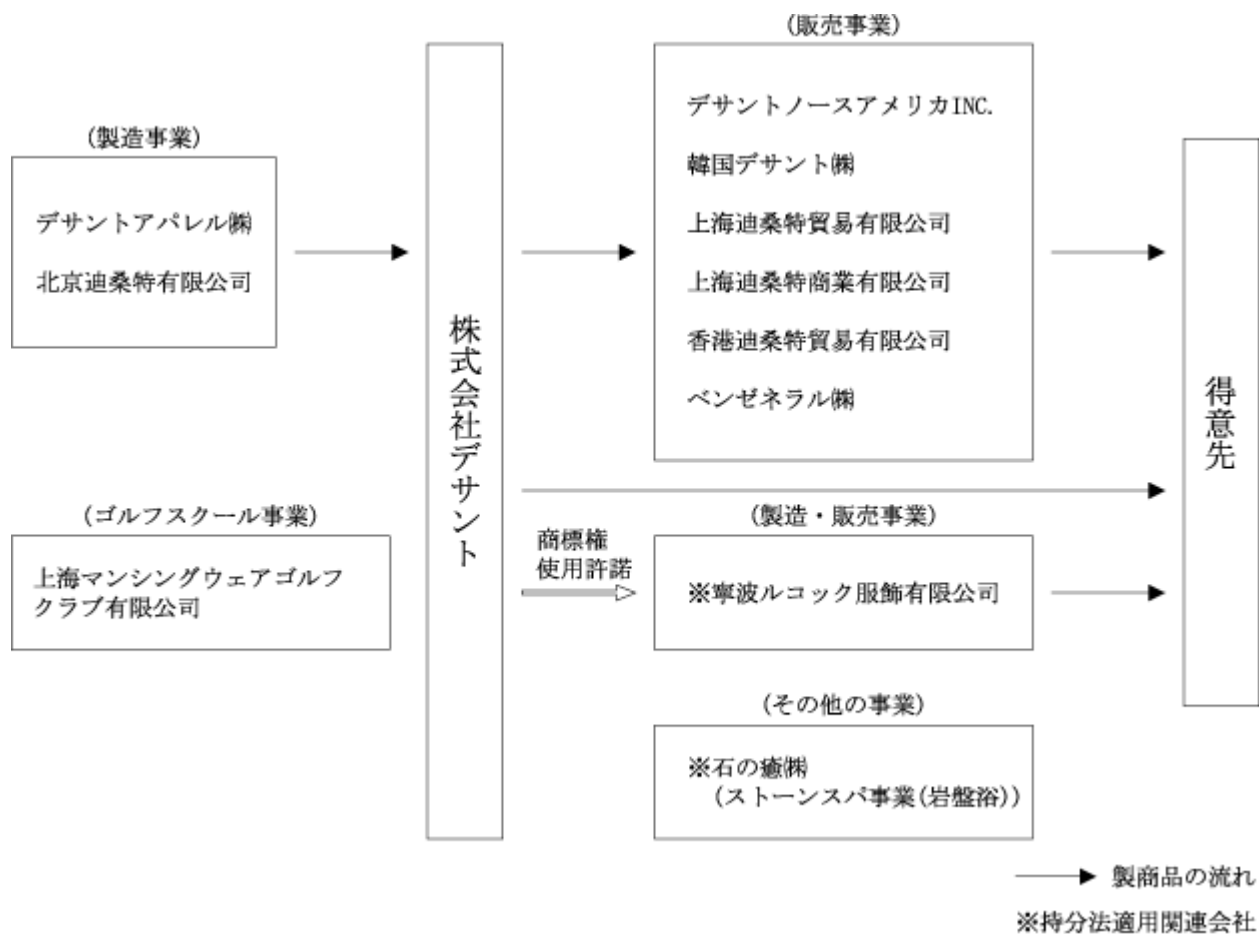 (製造事業)
デサントアパレル㈱
北京迪桑特有限公司
(ゴルフスクール事業)
上海マンシングウェアゴルフ
クラブ有限公司
株式会社デサント
(販売事業)
デサントノースアメリカINC.
韓国デサント㈱
上海迪桑特貿易有限公司
上海迪桑特商業有限公司
香港迪桑特貿易有限公司
ベンゼネラル㈱
商標権
使用許諾
(製造・販売事業)
※寧波ルコック服飾有限公司
(その他の事業)
※石の癒㈱
(ストーンスパ事業(岩盤浴))
得意先
製商品の流れ
※持分法適用関連会社